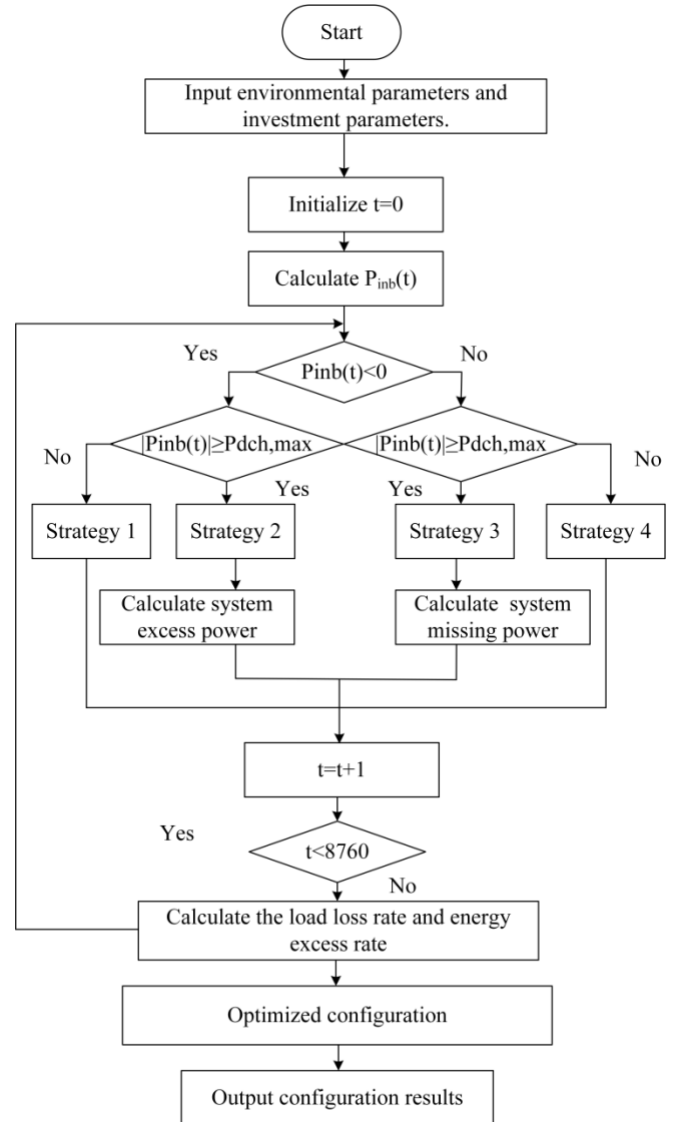 Start
Input environmental parameters and
investment parameters.
Initialize t=0
Calculate Pinb(t)
Yes
No
Pinb(t)<0
|Pinb(t)|≥Pdch,max
|Pinb(t)|≥Pdch,max
No
Yes
Yes
No
Strategy 1
Strategy 2
Strategy 3
Strategy 4
Calculate system
excess power
Calculate system
missing power
t=t+1
Yes
t<8760
No
Calculate the load loss rate and energy
excess rate
Optimized configuration
Output configuration results